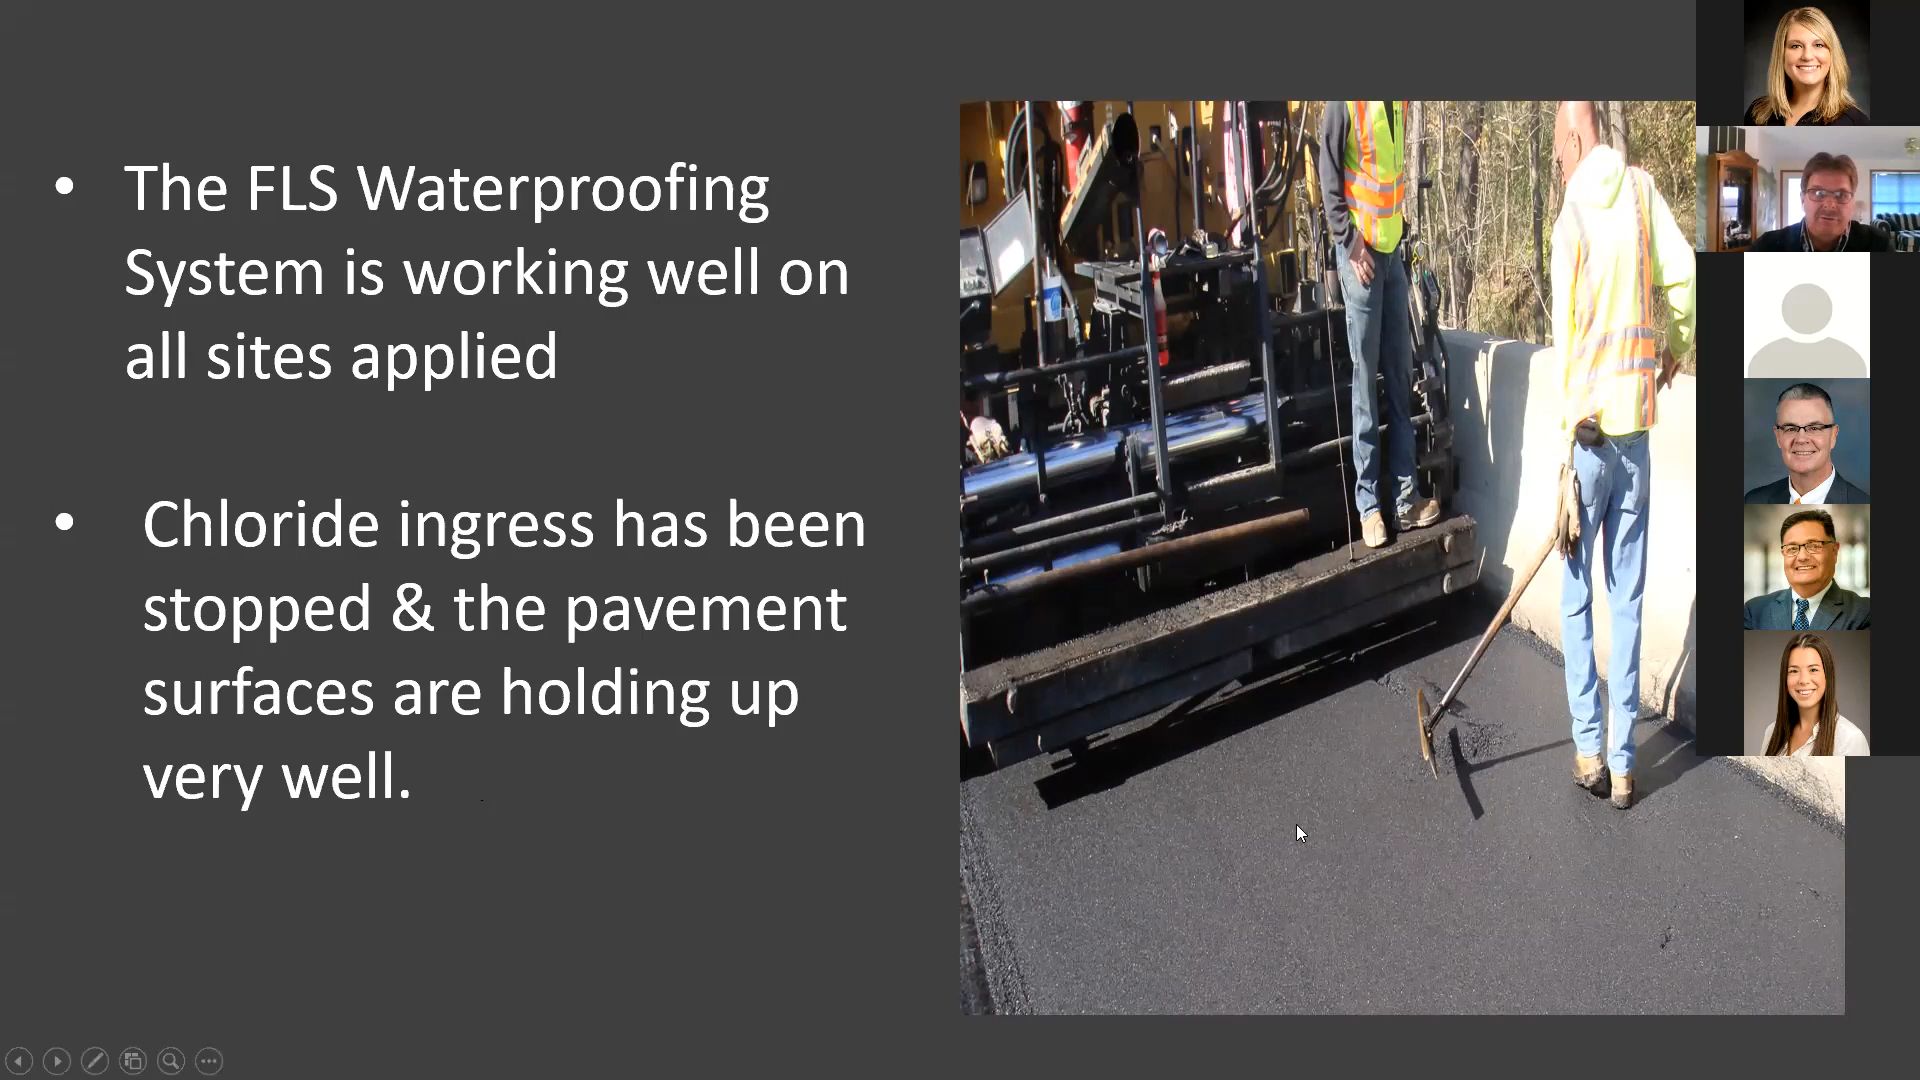 • The FLS Waterproofing
System is working well on
all sites applied
• Chloride ingress has been
stopped & the pavement
surfaces are holding up
very well.